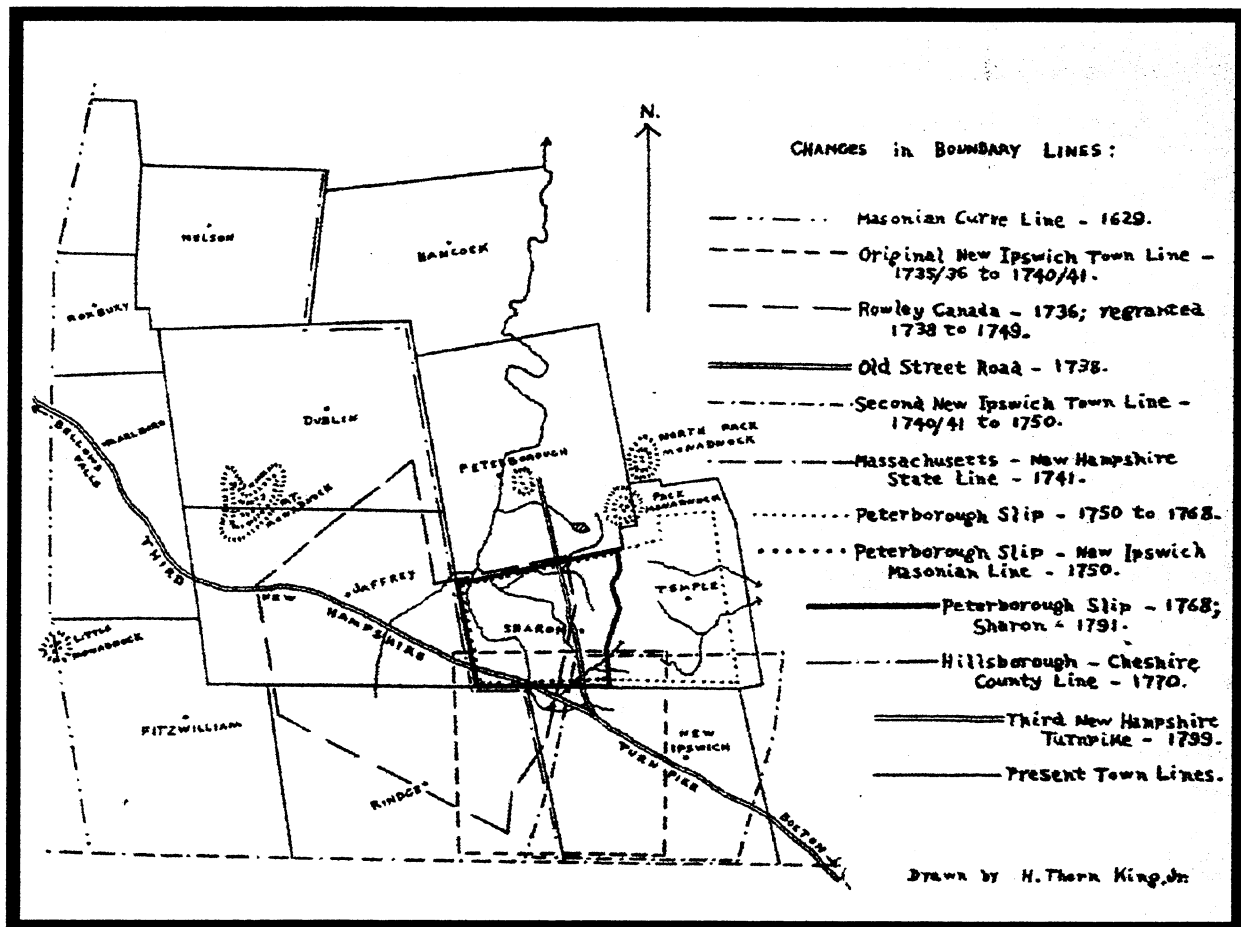 N.
CHANGES in BOUNDARY LINES:
Masonian Curve Line - 1629.
Original New Ipswich Town Line -
1735/36 to 1740/41.
Rowley Canada - 1736; regranted
1738 to 1749.
Old Street Road - 1738.
Second New Ipswich Town Line -
1740/41 to 1750.
Massachusetts - New Hampshire
State Line - 1741.
Peterborough Slip - 1750 to 1768.
Peterborough Slip - New Ipswich
Masonian Line - 1750.
Peterborough Slip - 1768;
Sharon - 1791.
Hillsborough - Cheshire
County Line - 1770.
Third New Hampshire
Turnpike - 1799.
Present Town Lines.
Drawn by H. Thorn King, Jr.
NELSON
HANCOCK
ROXBURY
DUBLIN
MARLBORO
BELLOWS
FALLS
MT.
MONADNOCK
PETERBOROUGH
NORTH PACK
MONADNOCK
PACK
MONADNOCK
THIRD
NEW
HAMPSHIRE
TURNPIKE
BOSTON
JAFFREY
SHARON
TEMPLE
LITTLE
MONADNOCK
FITZWILLIAM
RINDGE
NEW
IPSWICH